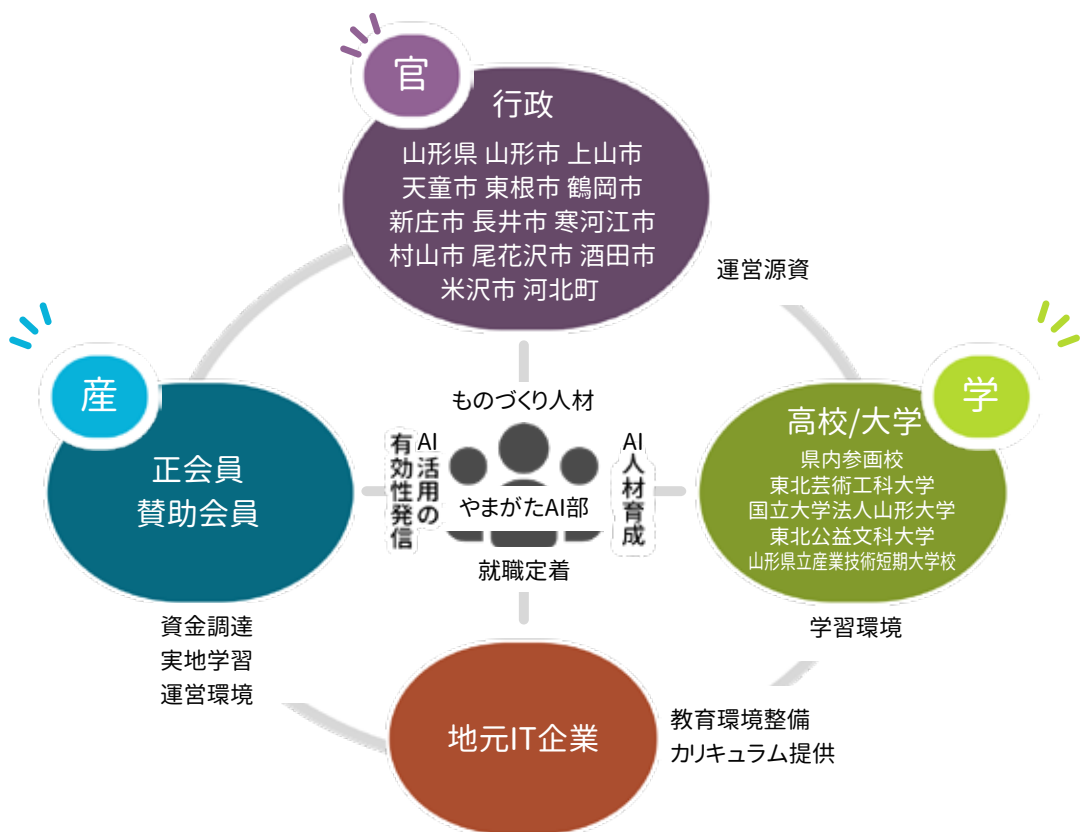 官
行政
山形県 山形市 上山市
天童市 東根市 鶴岡市
新庄市 長井市 寒河江市
村山市 尾花沢市 酒田市
米沢市 河北町
運営源資
産
正会員
賛助会員
資金調達
実地学習
運営環境
学
高校/大学
県内参画校
東北芸術工科大学
国立大学法人山形大学
東北公益文科大学
山形県立産業技術短期大学校
学習環境
ものづくり人材
AI活用の
有効性発信
やまがたAI部
AI人材育成
就職定着
地元IT企業
教育環境整備
カリキュラム提供